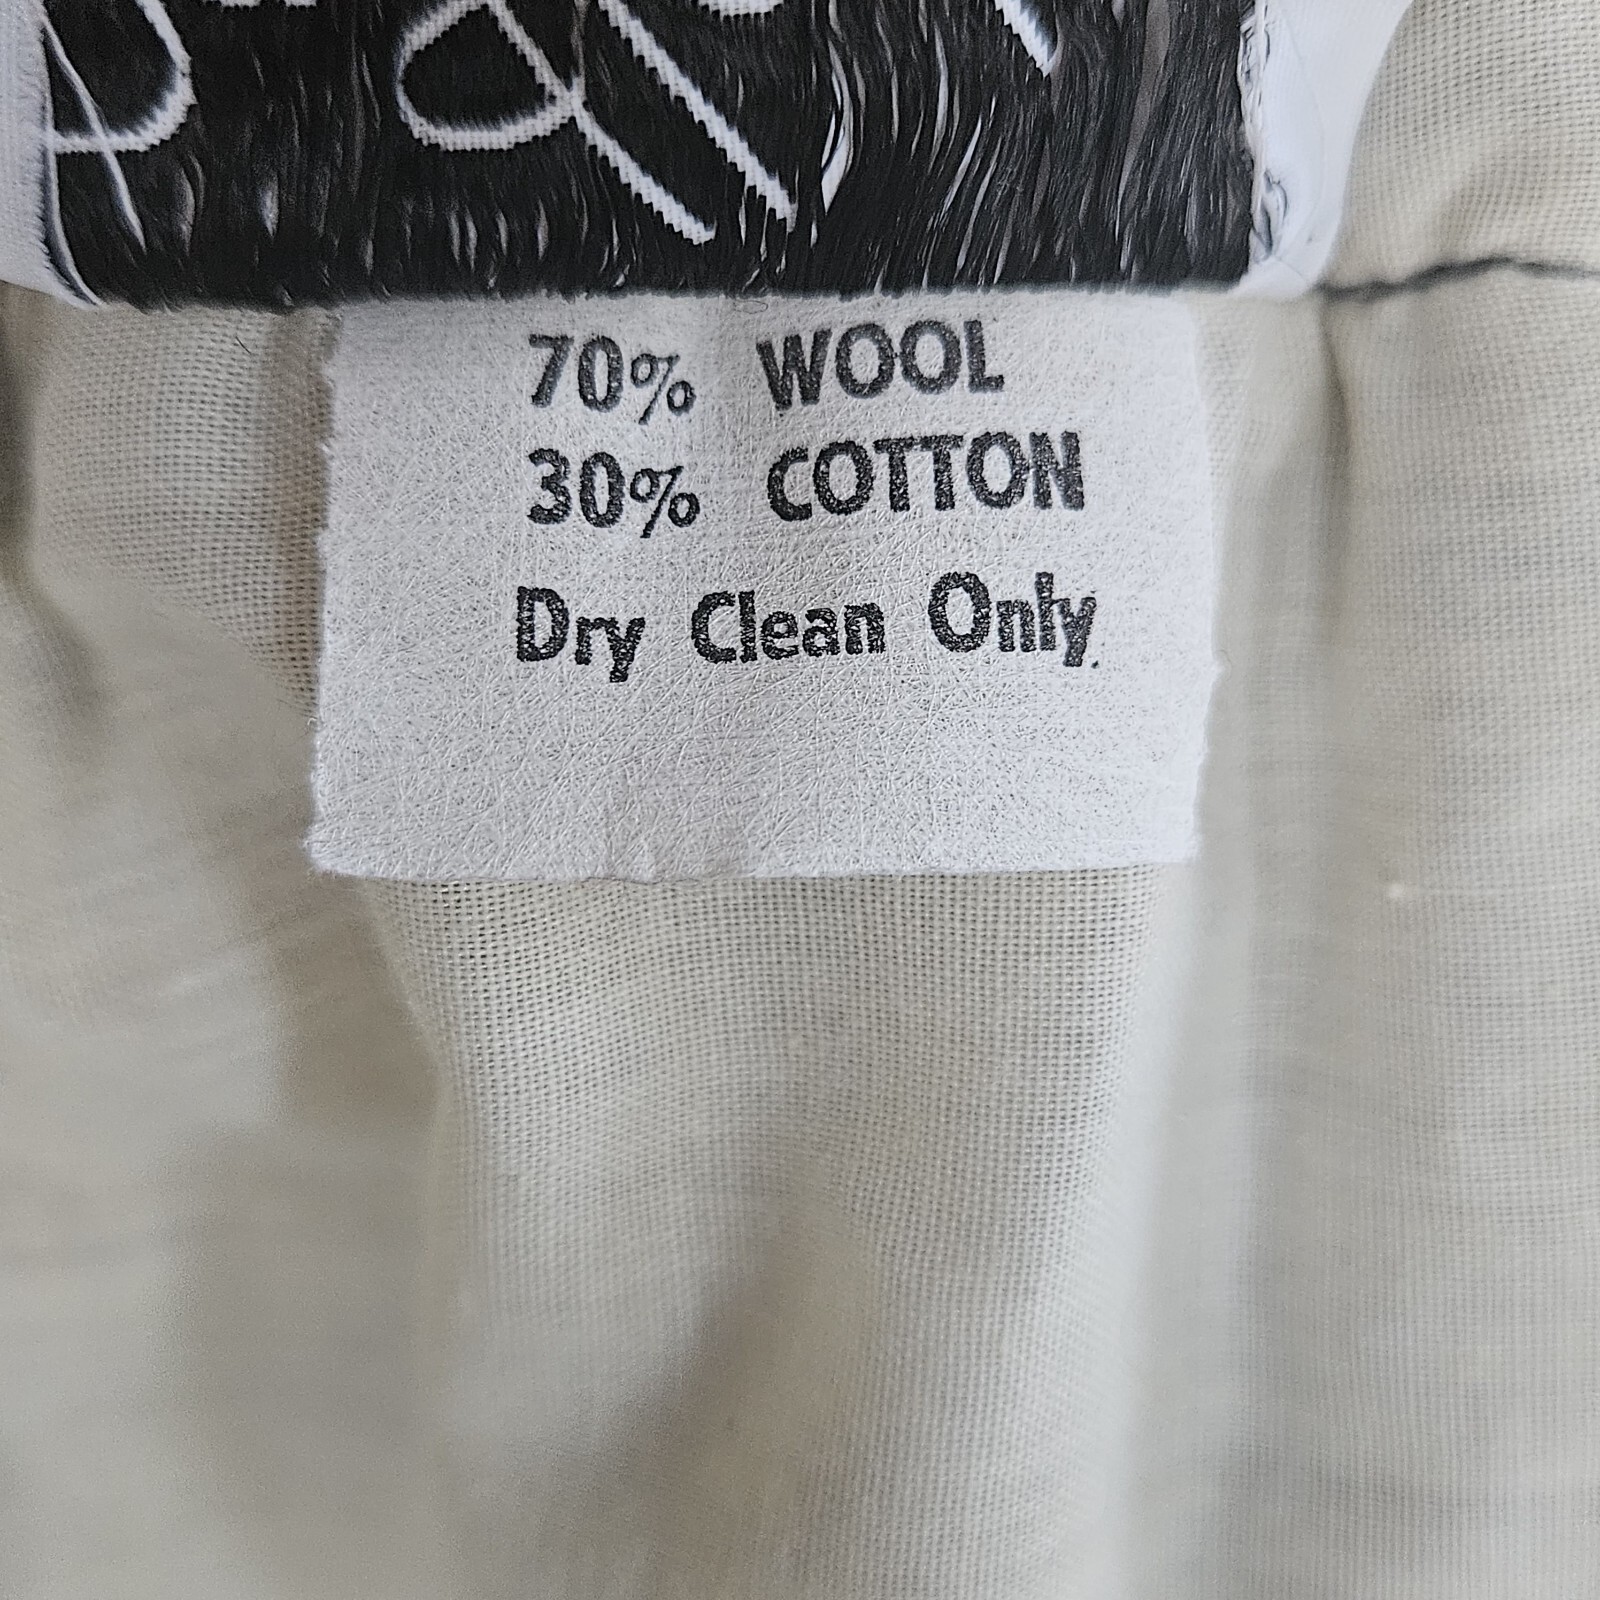 70% WOOL
30% COTTON
Dry Clean Only.